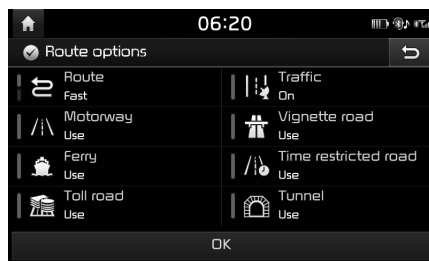 06:20
Route options
Route
Fast
Traffic
On
Motorway
Use
Vignette road
Use
Ferry
Use
Time restricted road
Use
Toll road
Use
Tunnel
Use
OK